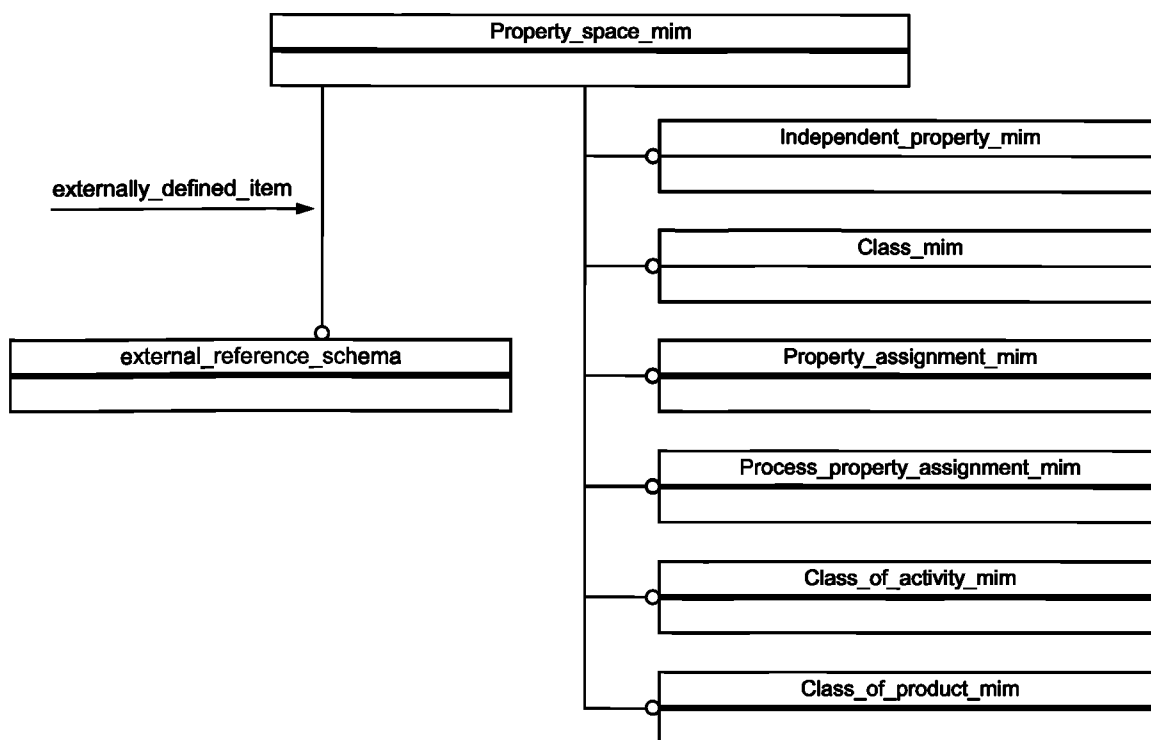 Property_space_mim
Independent_property_mim
externally_defined_item
Class_mim
external_reference_schema
Property_assignment_mim
Process_property_assignment_mim
Class_of_activity_mim
Class_of_product_mim